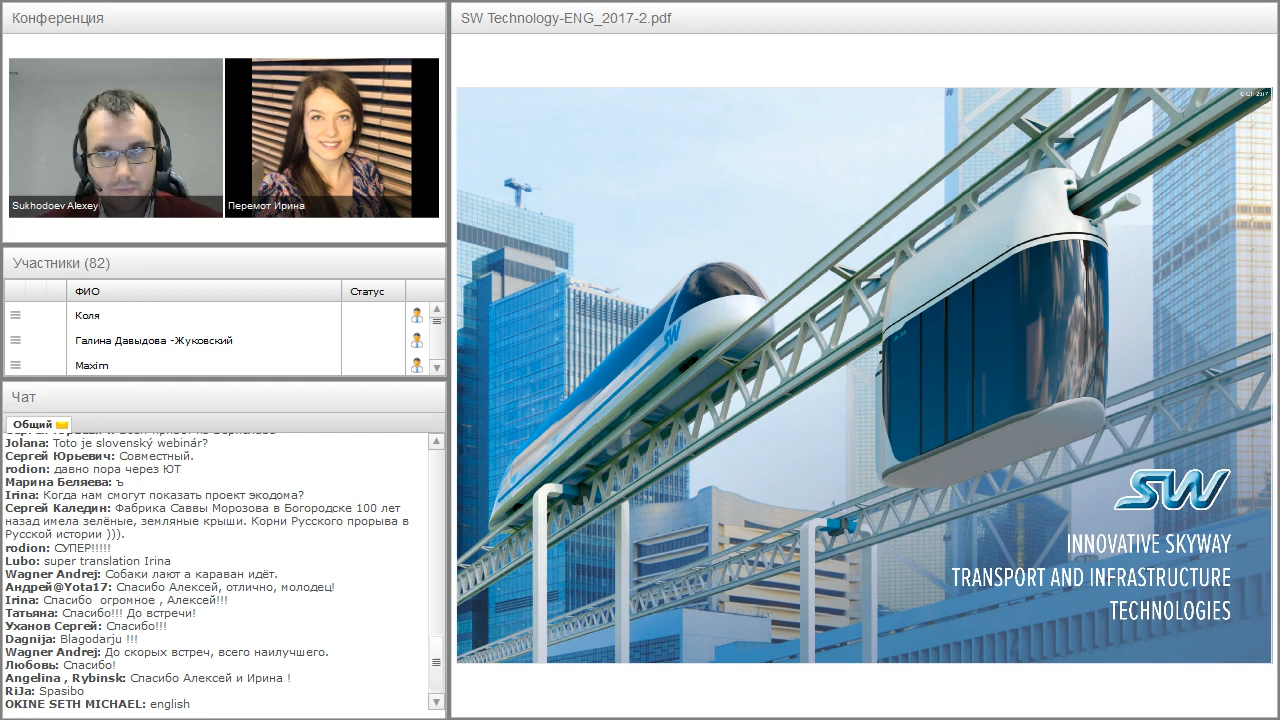 Конференция
Sukhodoev Alexey
Перемот Ирина
Участники (82)
ФИО Статус
Коля
Галина Давыдова -Жуковский
Maxim
Чат
Общий
Jolana: Toto je slovenský webinár?
Сергей Юрьевич: Совместный.
rodion: давно пора через ЮТ
Марина Беляева: ъ
Irina: Когда нам смогут показать проект экодома?
Сергей Каледин: Фабрика Саввы Морозова в Богородске 100 лет
назад имела зелёные, земляные крыши. Корни Русского прорыва в
Русской истории ))).
rodion: СУПЕР!!!!!
Lubo: super translation Irina
Wagner Andrej: Собаки лают а караван идёт.
Андрей@Yota17: Спасибо Алексей, отлично, молодец!
Irina: Спасибо огромное , Алексей!!!
Татьяна: Спасибо!!! До встречи!
Уханов Сергей: Спасибо!!!
Dagnija: Blagodarju !!!
Wagner Andrej: До скорых встреч, всего наилучшего.
Любовь: Спасибо!
Angelina , Rybinsk: Спасибо Алексей и Ирина !
RiJa: Spasibo
OKINE SETH MICHAEL: english
SW Technology-ENG_2017-2.pdf
SW
SW
INNOVATIVE SKYWAY
TRANSPORT AND INFRASTRUCTURE
TECHNOLOGIES